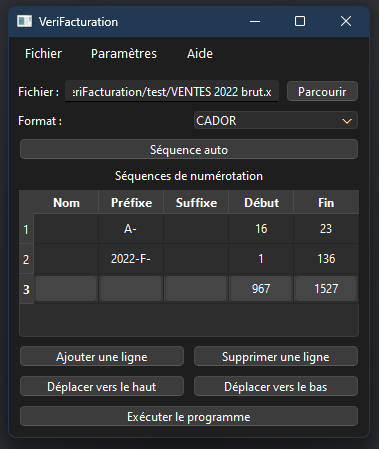 VeriFacturation
Fichier Paramètres Aide
Fichier : eriFacturation/test/VENTES 2022 brut.x Parcourir
Format : CADOR
Séquence auto
Séquences de numérotation
Nom Préfixe Suffixe Début Fin
1 A- 16 23
2 2022-F- 1 136
3 967 1527
Ajouter une ligne Supprimer une ligne
Déplacer vers le haut Déplacer vers le bas
Exécuter le programme